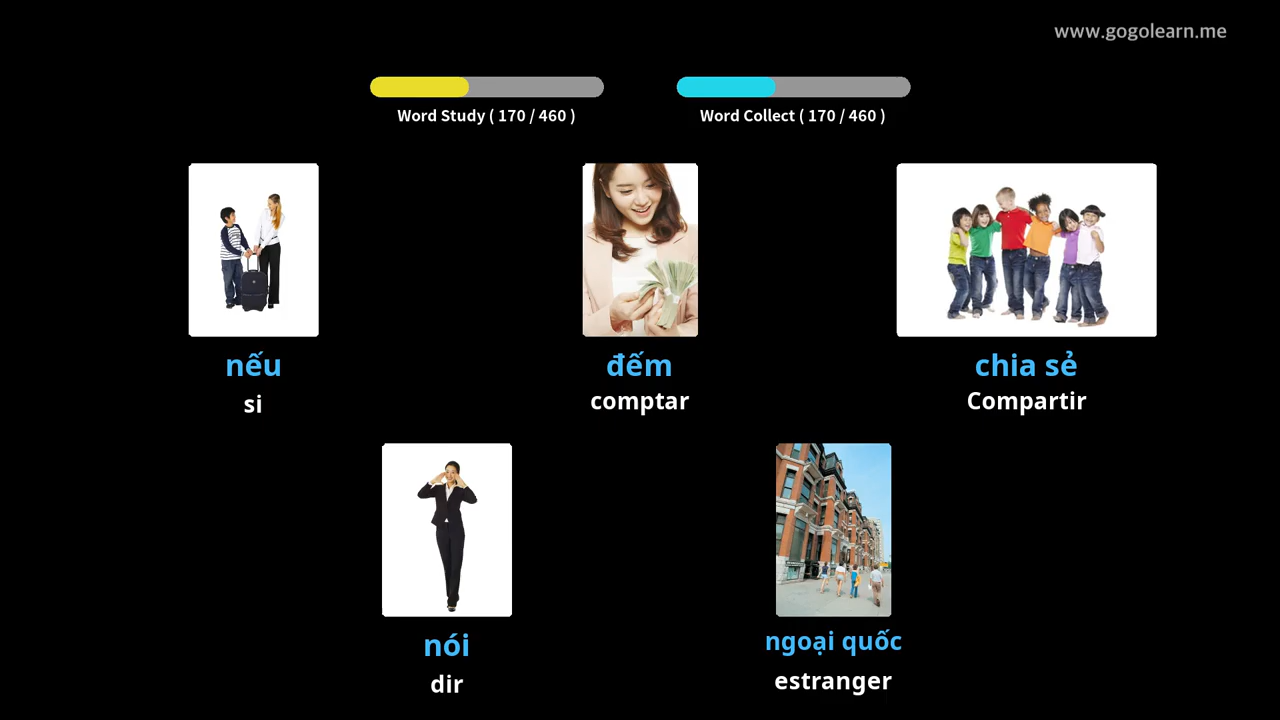 www.gogolearn.me
Word Study ( 170 / 460 )
Word Collect ( 170 / 460 )
nếu
si
đếm
comptar
chia sẻ
Compartir
nói
dir
ngoại quốc
estranger